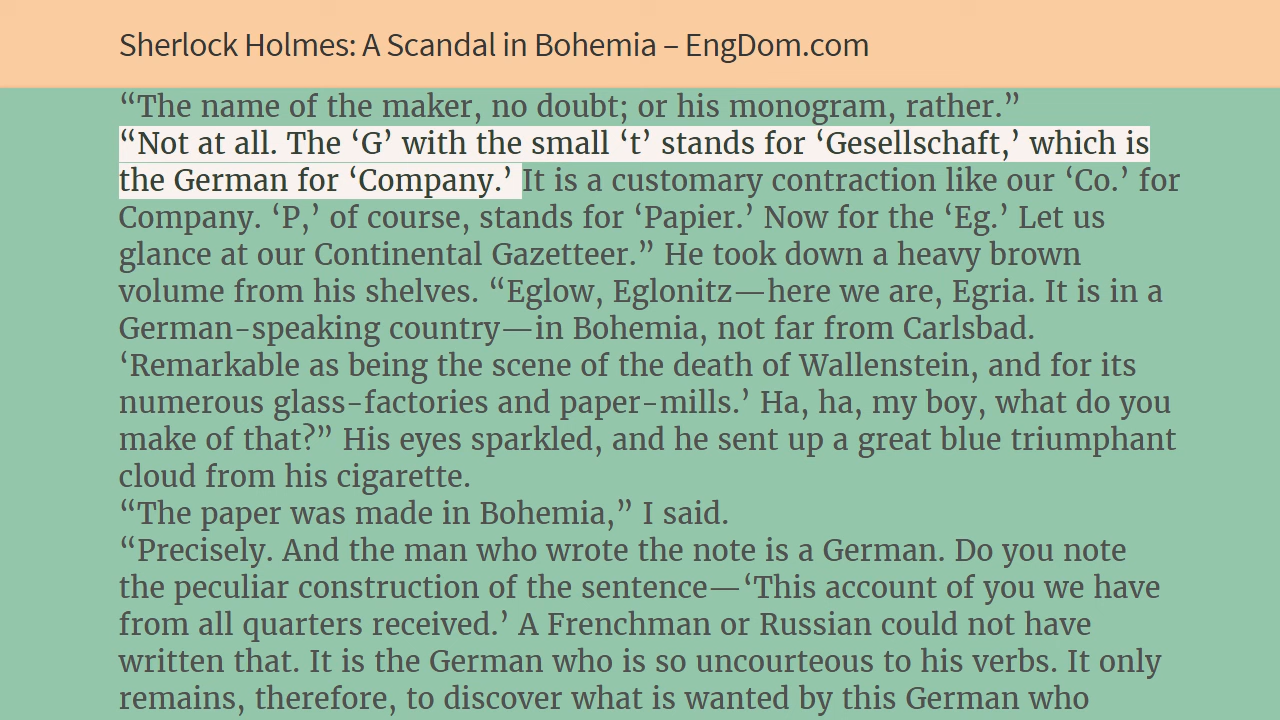 Sherlock Holmes: A Scandal in Bohemia – EngDom.com
“The name of the maker, no doubt; or his monogram, rather.”
“Not at all. The ‘G’ with the small ‘t’ stands for ‘Gesellschaft,’ which is
the German for ‘Company.’ It is a customary contraction like our ‘Co.’ for
Company. ‘P,’ of course, stands for ‘Papier.’ Now for the ‘Eg.’ Let us
glance at our Continental Gazetteer.” He took down a heavy brown
volume from his shelves. “Eglow, Eglonitz—here we are, Egria. It is in a
German-speaking country—in Bohemia, not far from Carlsbad.
‘Remarkable as being the scene of the death of Wallenstein, and for its
numerous glass-factories and paper-mills.’ Ha, ha, my boy, what do you
make of that?” His eyes sparkled, and he sent up a great blue triumphant
cloud from his cigarette.
“The paper was made in Bohemia,” I said.
“Precisely. And the man who wrote the note is a German. Do you note
the peculiar construction of the sentence—‘This account of you we have
from all quarters received.’ A Frenchman or Russian could not have
written that. It is the German who is so uncourteous to his verbs. It only
remains, therefore, to discover what is wanted by this German who